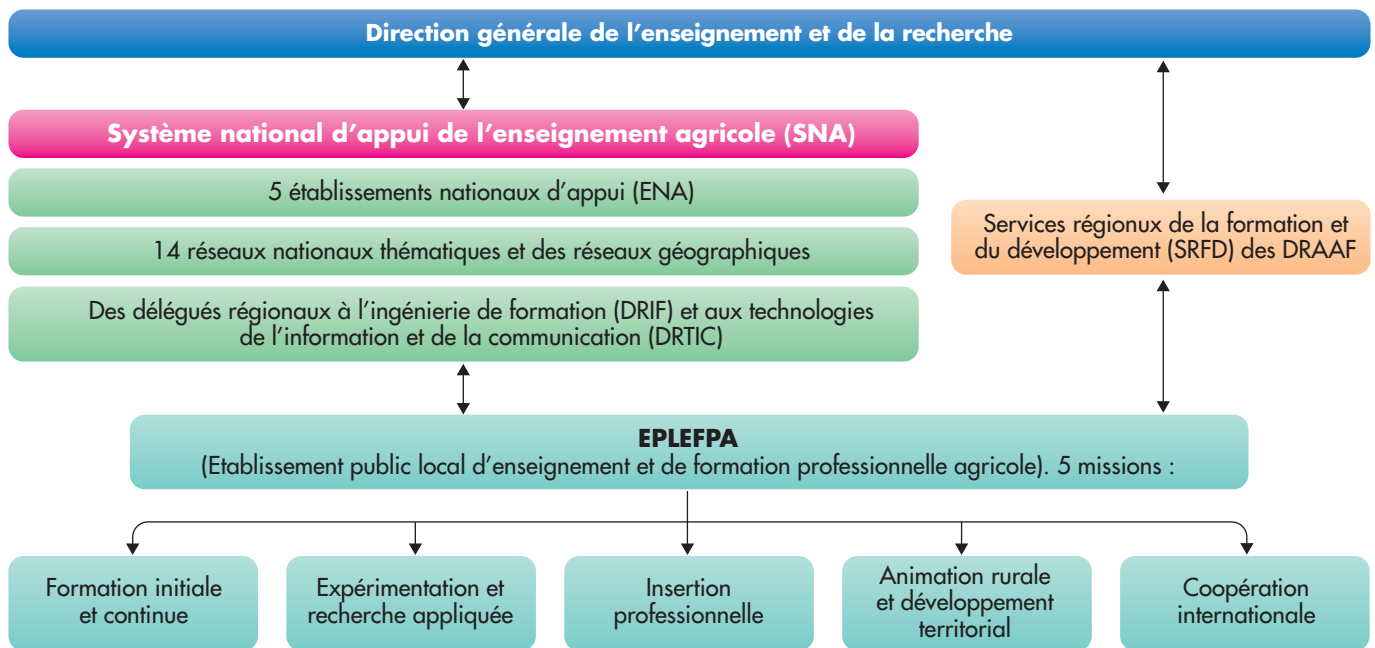 Direction générale de l'enseignement et de la recherche
Système national d'appui de l'enseignement agricole (SNA)
5 établissements nationaux d'appui (ENA)
14 réseaux nationaux thématiques et des réseaux géographiques
Des délégués régionaux à l'ingénierie de formation (DRIF) et aux technologies
de l'information et de la communication (DRTIC)
Services régionux de la formation et
du développement (SRFD) des DRAAF
EPLEFPA
(Etablissement public local d'enseignement et de formation professionnelle agricole). 5 missions :
Formation initiale
et continue
Expérimentation et
recherche appliquée
Insertion
professionnelle
Animation rurale
et développement
territorial
Coopération
internationale